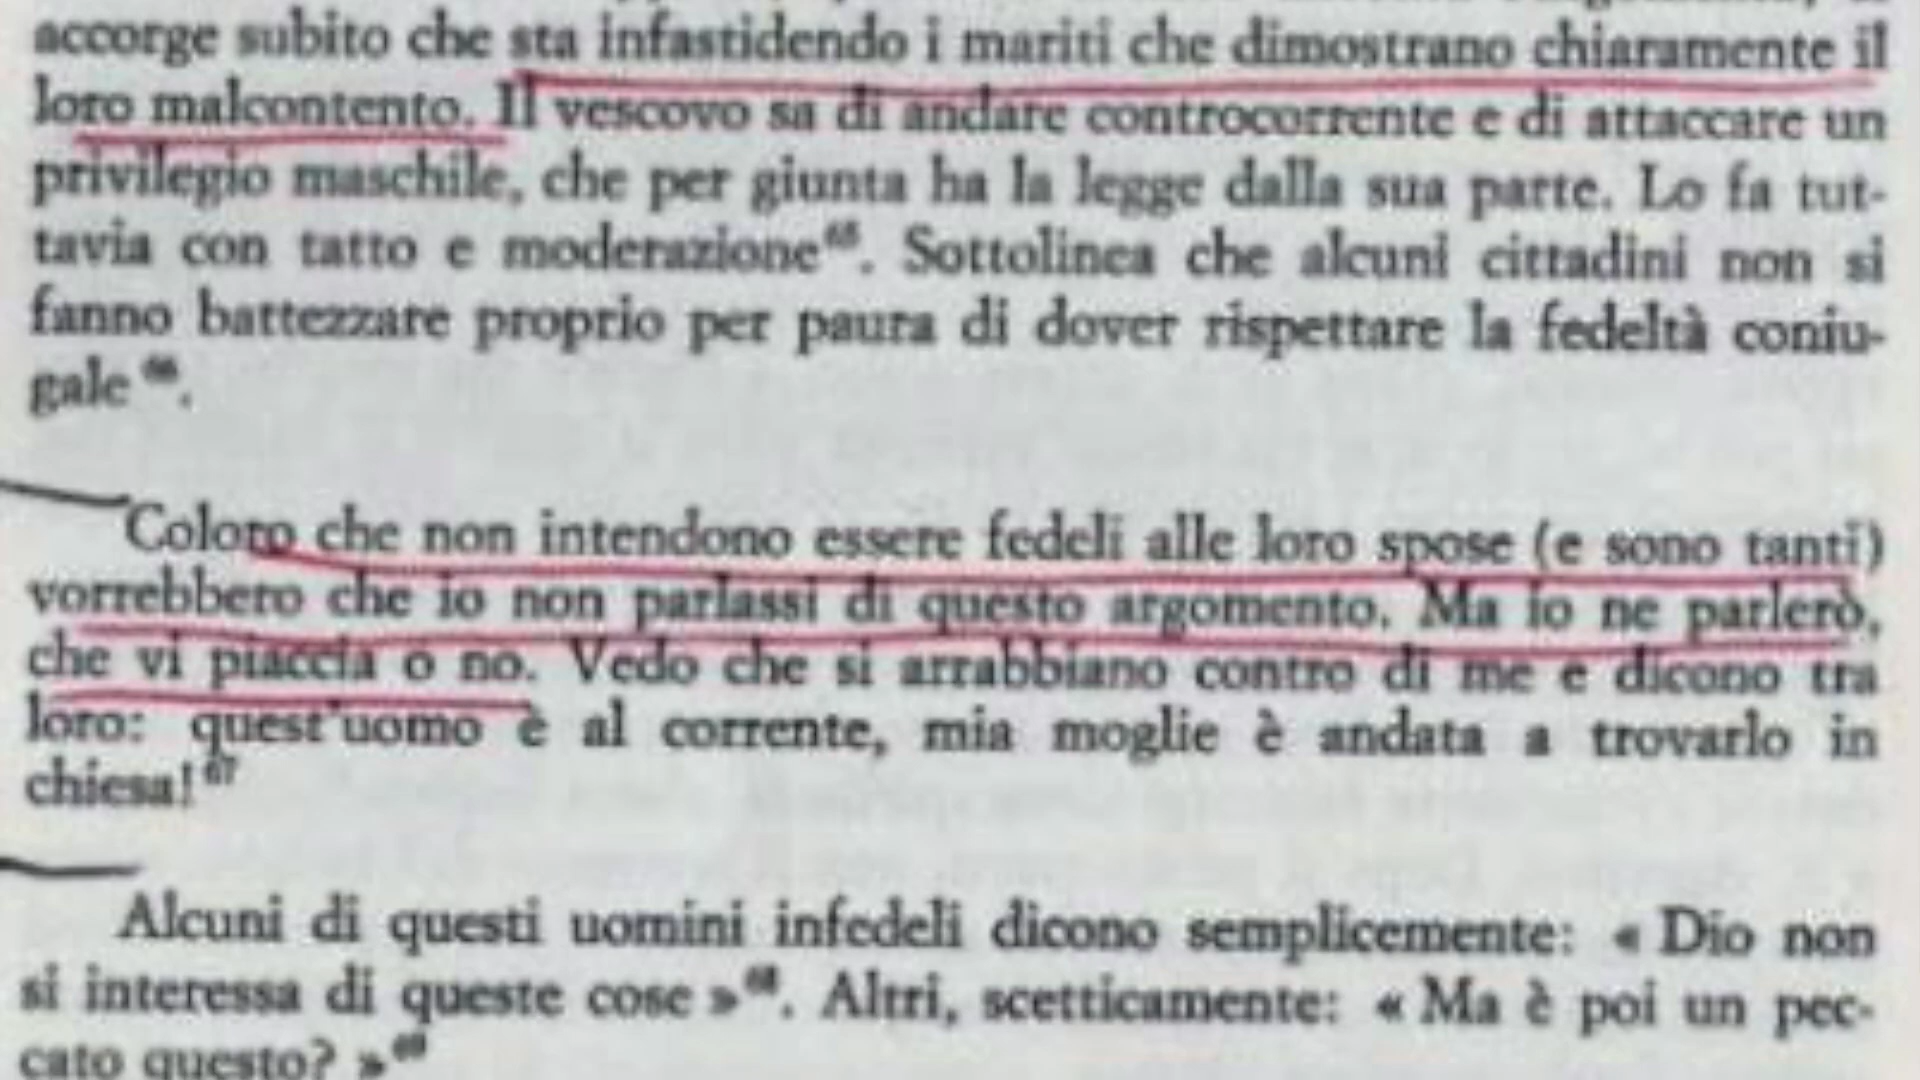 accorge subito che sta infastidendo i mariti che dimostrano chiaramente il
loro malcontento. Il vescovo sa di andare controcorrente e di attaccare un
privilegio maschile, che per giunta ha la legge dalla sua parte. Lo fa tut-
tavia con tatto e moderazione⁶⁵. Sottolinea che alcuni cittadini non si
fanno battezzare proprio per paura di dover rispettare la fedeltà coniu-
gale⁶⁶.
Coloro che non intendono essere fedeli alle loro spose (e sono tanti)
vorrebbero che io non parlassi di questo argomento. Ma io ne parlerò,
che vi piaccia o no. Vedo che si arrabbiano contro di me e dicono tra
loro: quest'uomo è al corrente, mia moglie è andata a trovarlo in
chiesa!⁶⁷
Alcuni di questi uomini infedeli dicono semplicemente: « Dio non
si interessa di queste cose »⁶⁸. Altri, scetticamente: « Ma è poi un pec-
cato questo? »⁶⁹